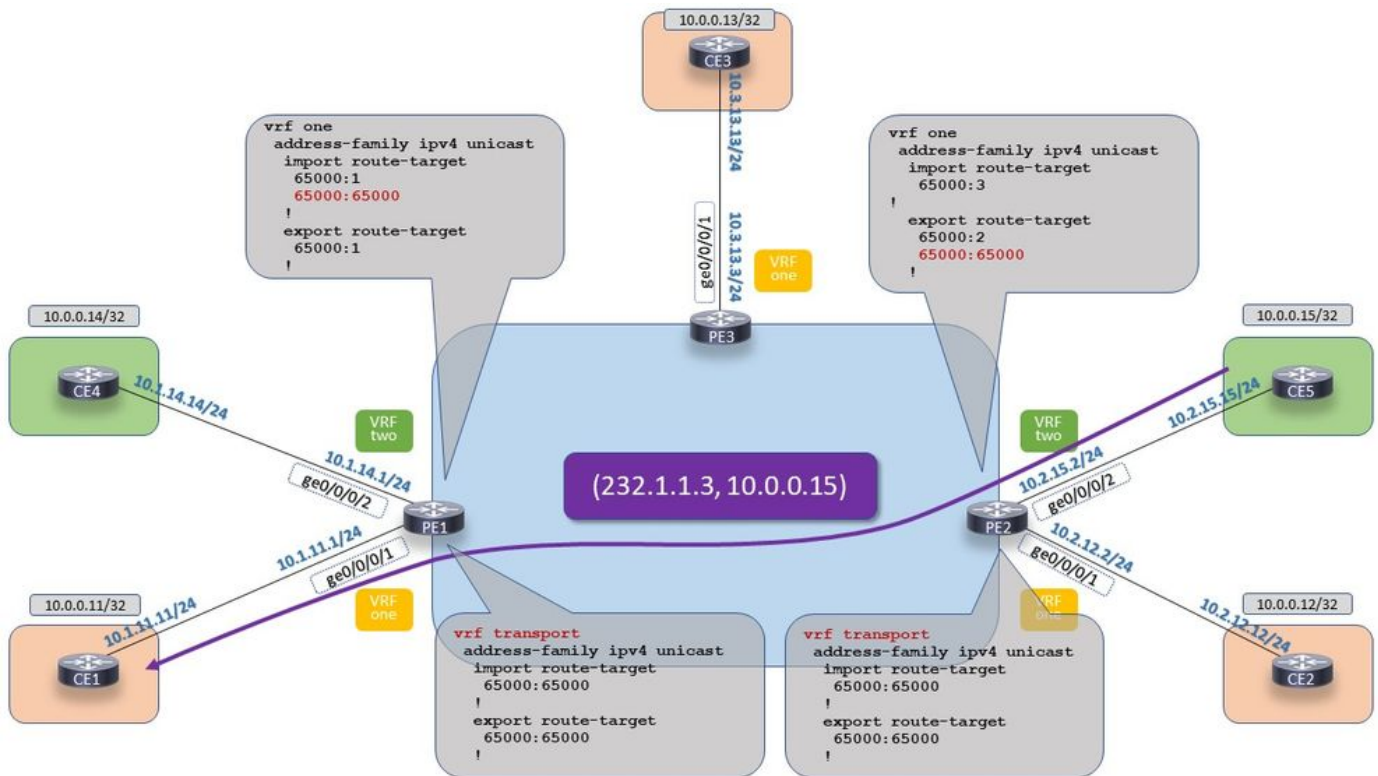 10.0.0.13/32
CE3
10.3.13.13/24
vrf one
address-family ipv4 unicast
import route-target
65000:1
65000:65000
!
export route-target
65000:1
!
vrf one
address-family ipv4 unicast
import route-target
65000:3
!
export route-target
65000:2
65000:65000
!
ge0/0/0/1
10.3.13.3/24
VRF
one
PE3
10.0.0.14/32
CE4
10.1.14.14/24
VRF
two
10.1.14.1/24
ge0/0/0/2
PE1
10.1.11.1/24
ge0/0/0/1
VRF
one
10.0.0.11/32
10.1.11.11/24
CE1
(232.1.1.3, 10.0.0.15)
10.0.0.15/32
CE5
10.2.15.15/24
VRF
two
10.2.15.2/24
ge0/0/0/2
PE2
10.2.12.2/24
ge0/0/0/1
VRF
one
10.0.0.12/32
10.2.12.12/24
CE2
vrf transport
address-family ipv4 unicast
import route-target
65000:65000
!
export route-target
65000:65000
!
vrf transport
address-family ipv4 unicast
import route-target
65000:65000
!
export route-target
65000:65000
!